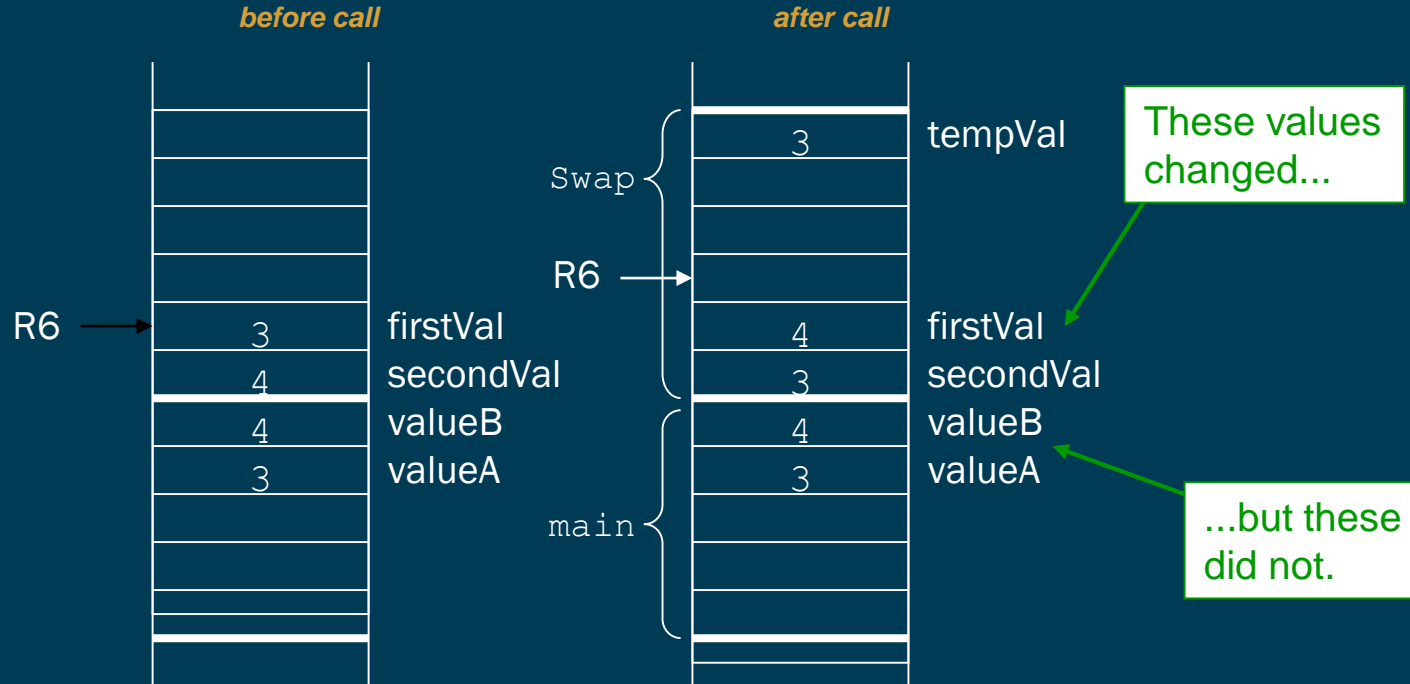 before call
after call
3
tempVal
These values
changed...
Swap
R6
R6
3
firstVal
4
firstVal
4
secondVal
3
secondVal
4
valueB
4
valueB
3
valueA
3
valueA
main
...but these
did not.